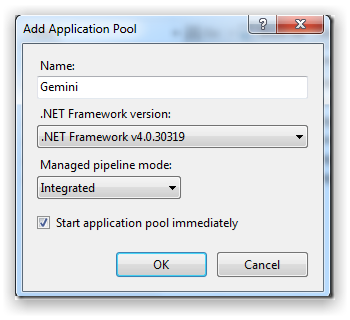 Add Application Pool
Name:
Gemini
.NET Framework version:
.NET Framework v4.0.30319
Managed pipeline mode:
Integrated
Start application pool immediately
OK
Cancel